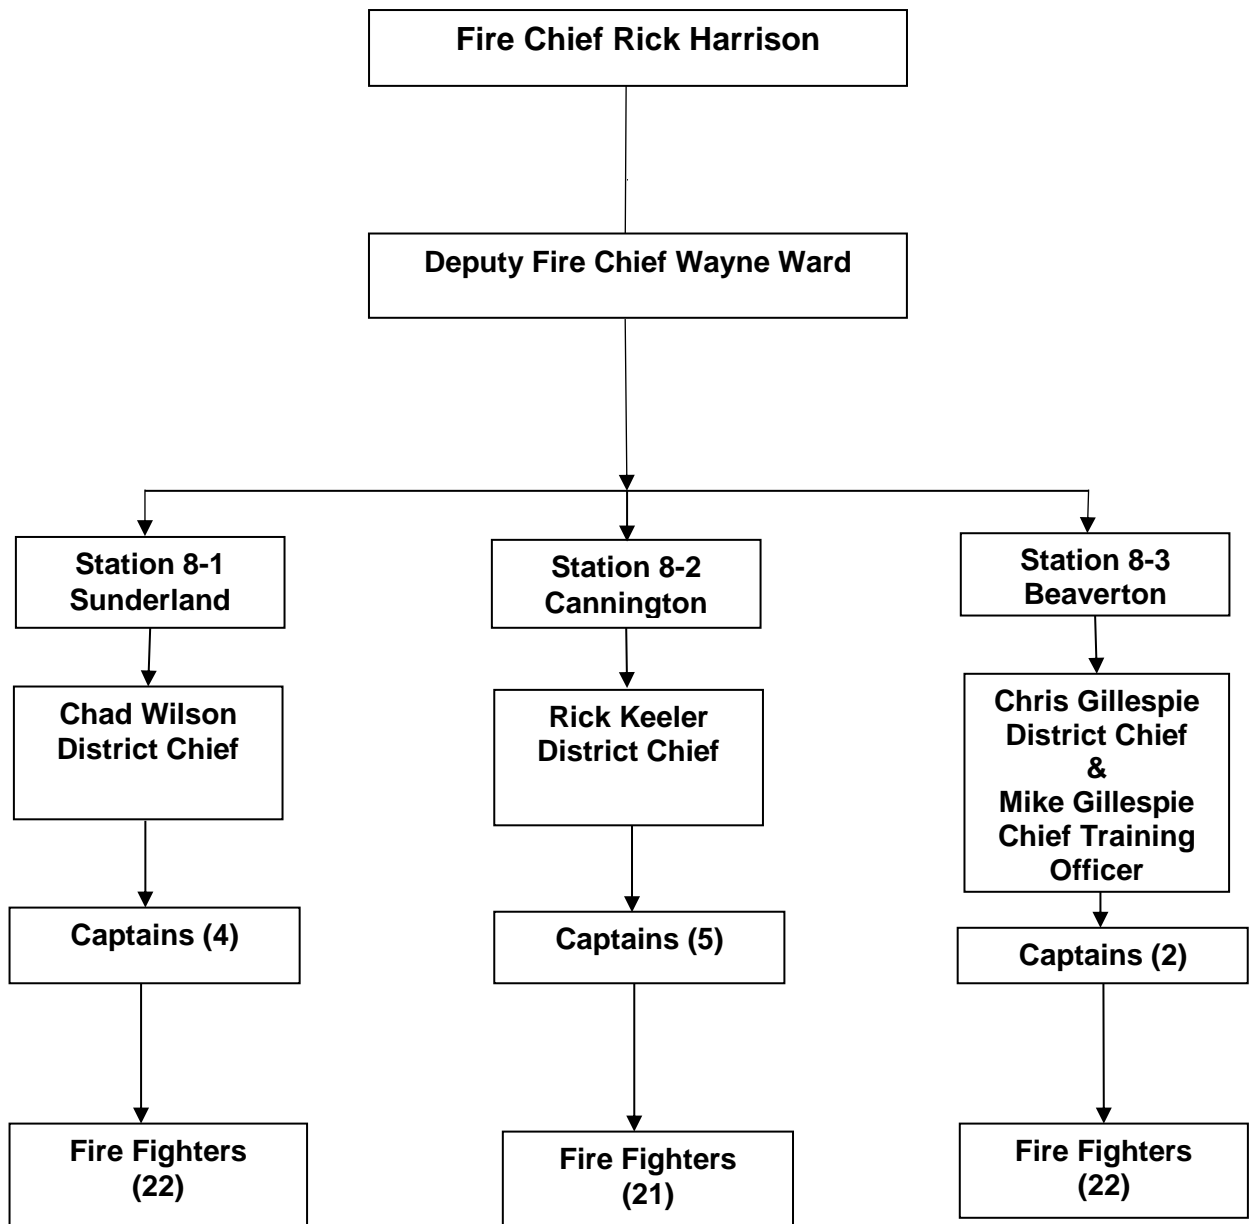 Fire Chief Rick Harrison
Deputy Fire Chief Wayne Ward
Station 8-1
Sunderland
Station 8-2
Cannington
Station 8-3
Beaverton
Chad Wilson
District Chief
Rick Keeler
District Chief
Chris Gillespie
District Chief
&
Mike Gillespie
Chief Training
Officer
Captains (4)
Captains (5)
Captains (2)
Fire Fighters
(22)
Fire Fighters
(21)
Fire Fighters
(22)